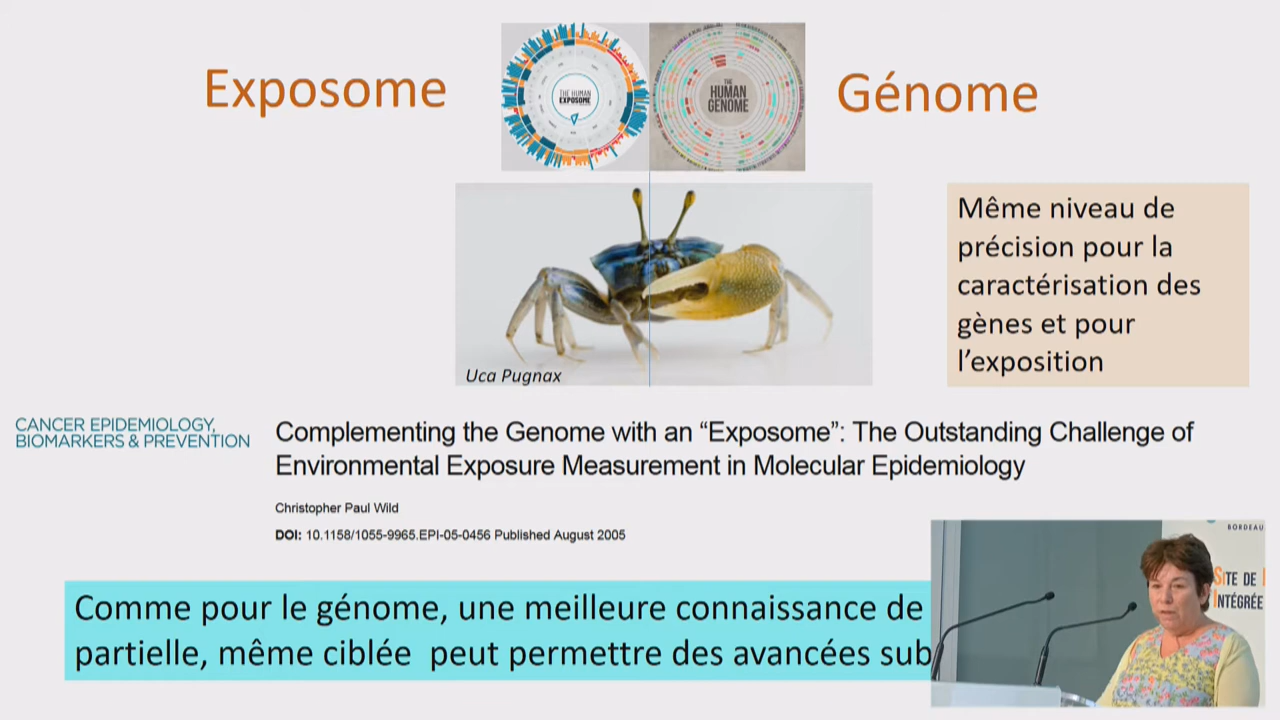 Exposome
THE HUMAN
EXPOSOME
THE
HUMAN
GENOME
Génome
Même niveau de
précision pour la
caractérisation des
gènes et pour
l’exposition
Uca Pugnax
CANCER EPIDEMIOLOGY,
BIOMARKERS & PREVENTION
Complementing the Genome with an “Exposome”: The Outstanding Challenge of
Environmental Exposure Measurement in Molecular Epidemiology
Christopher Paul Wild
DOI: 10.1158/1055-9965.EPI-05-0456 Published August 2005
Comme pour le génome, une meilleure connaissance de
partielle, même ciblée peut permettre des avancées sub
BORDEAU
SITE DE
INTÉGRÉE